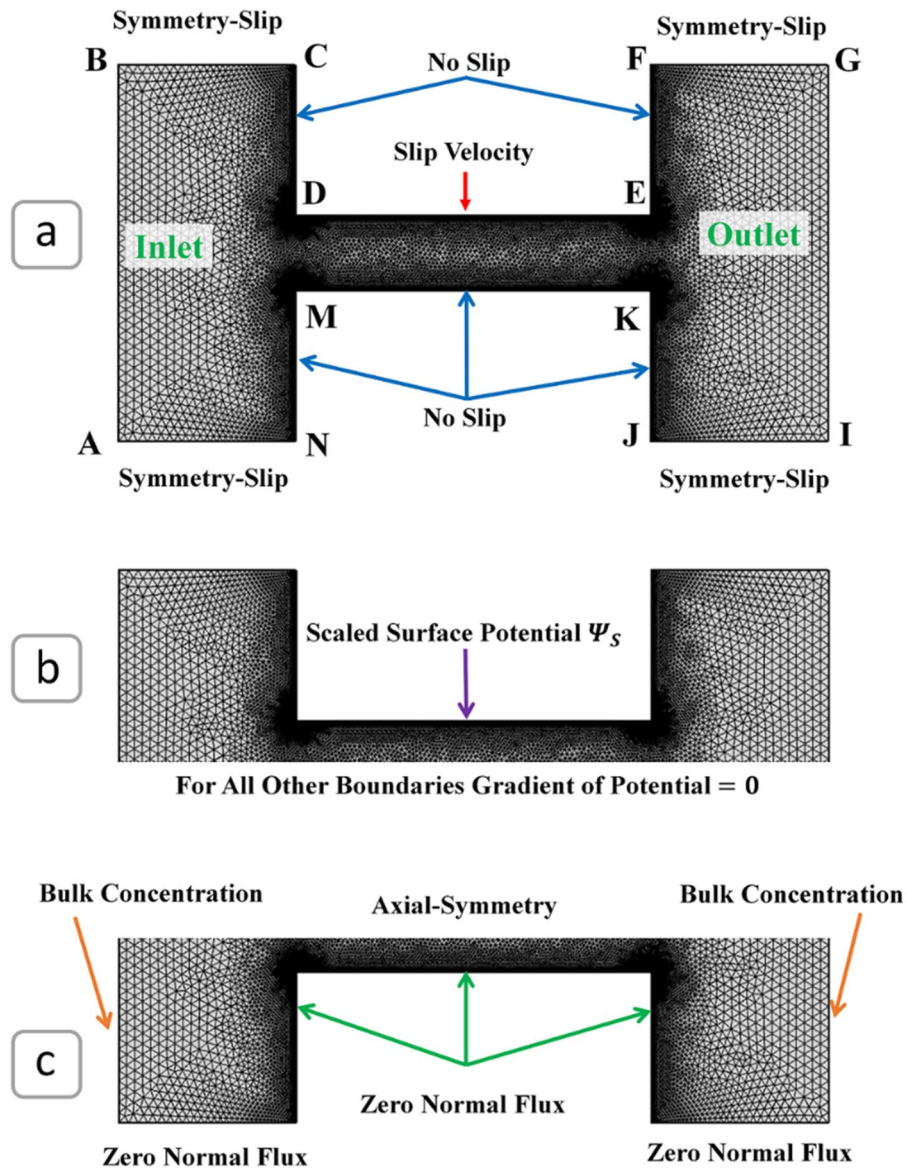 Symmetry-Slip
Symmetry-Slip
B
C
F
G
No Slip
Slip Velocity
D
E
a
Inlet
Outlet
M
K
No Slip
A
N
J
I
Symmetry-Slip
Symmetry-Slip
b
Scaled Surface Potential Ψ_S
For All Other Boundaries Gradient of Potential = 0
Bulk Concentration
Axial-Symmetry
Bulk Concentration
c
Zero Normal Flux
Zero Normal Flux
Zero Normal Flux